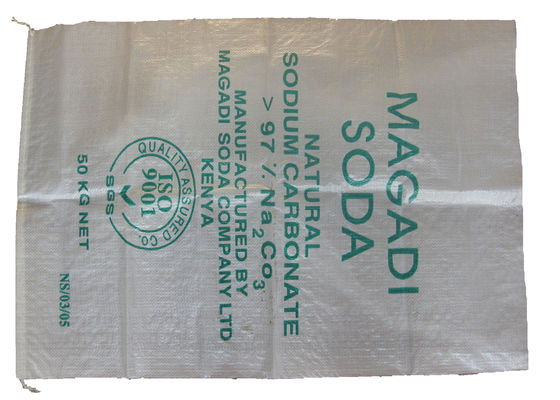 MAGADI
SODA
NATURAL
SODIUM CARBONATE
> 97 % Na2Co3
MANUFACTURED BY
MAGADI SODA COMPANY LTD
KENYA
QUALITY ASSURED CO.
ISO
9001
SGS
50 KG NET
NS/03/05